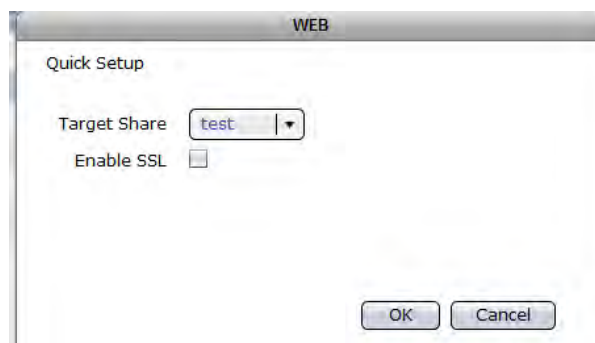 WEB
Quick Setup
Target Share test
Enable SSL
OK Cancel